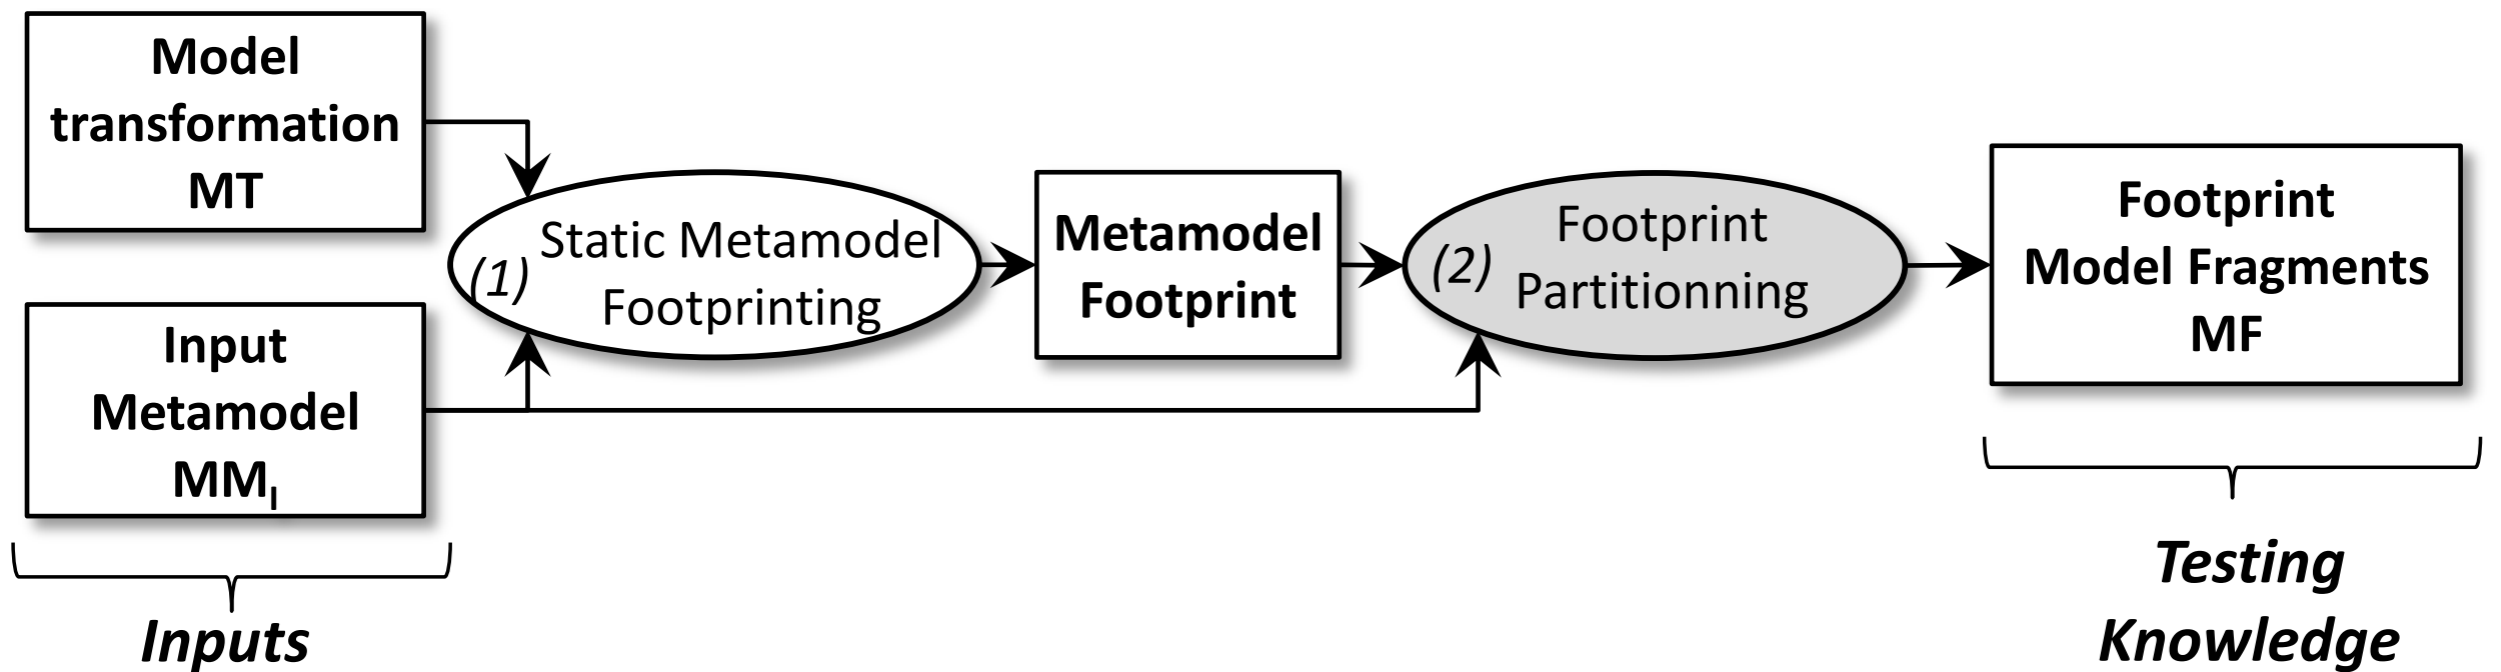 Model
transformation
MT
Input
Metamodel
MMI
Inputs
(1)
Static Metamodel
Footprinting
Metamodel
Footprint
(2)
Footprint
Partitionning
Footprint
Model Fragments
MF
Testing
Knowledge